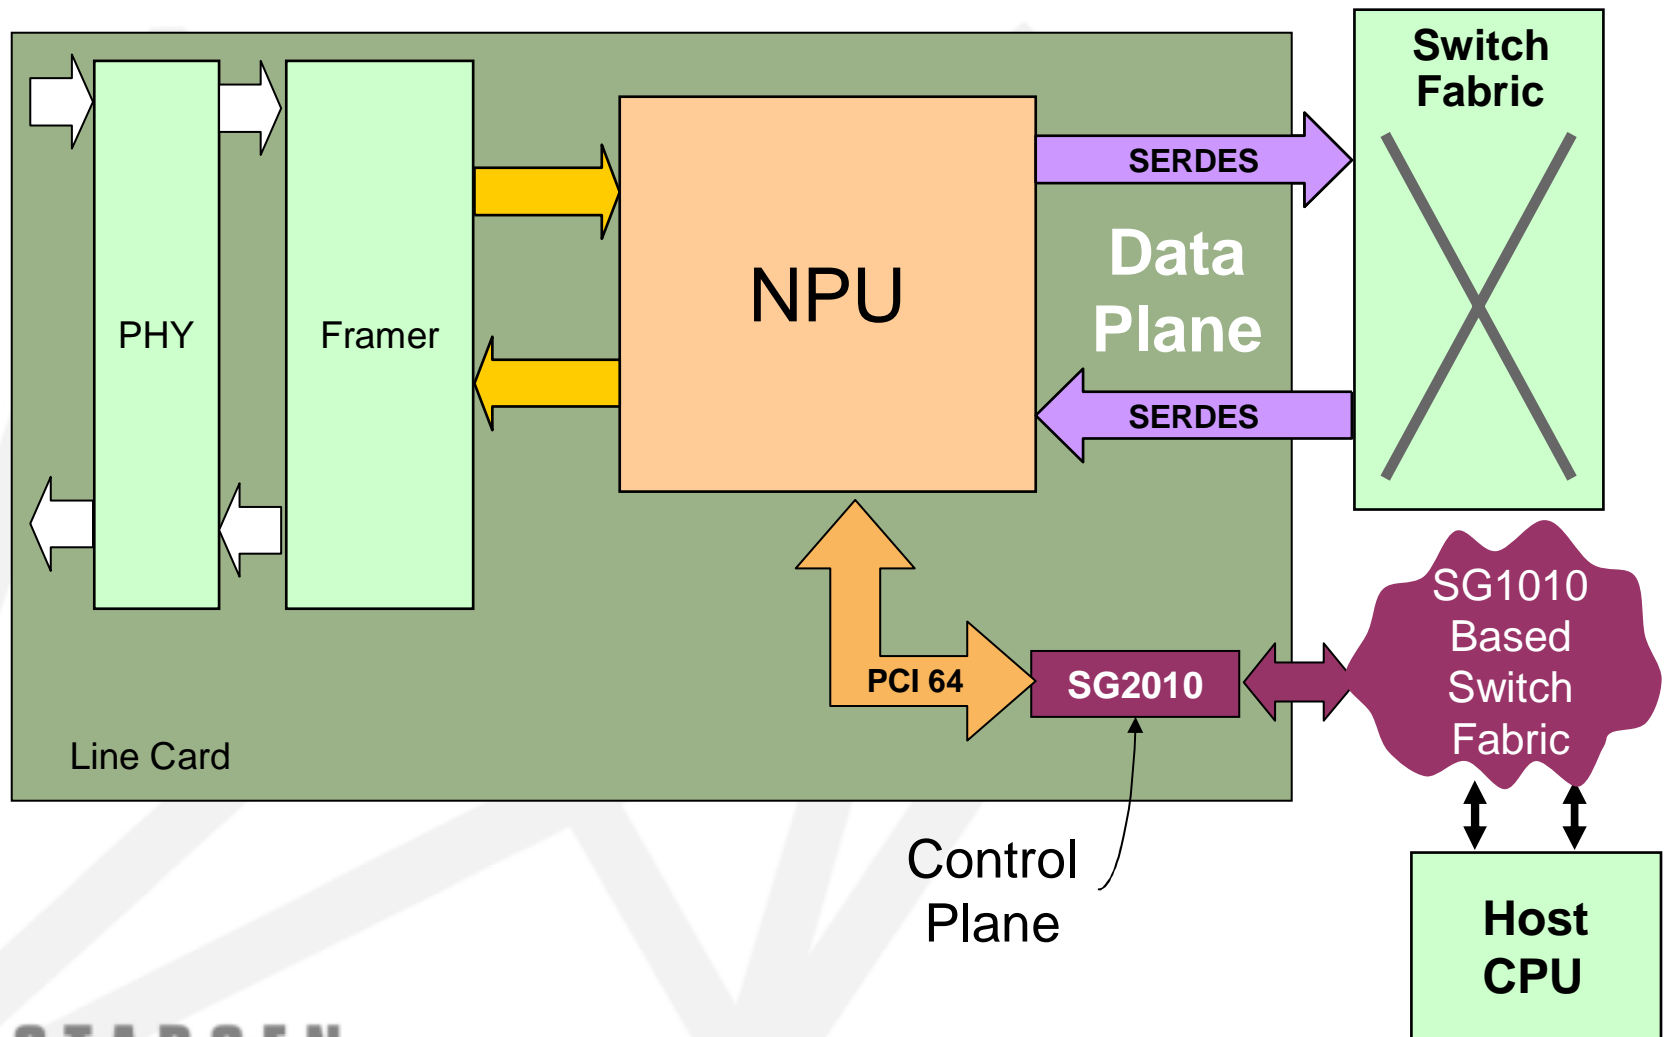 Switch
Fabric
SERDES
Data
Plane
NPU
PHY
Framer
SERDES
SG1010
Based
Switch
Fabric
PCI 64
SG2010
Line Card
Control
Plane
Host
CPU
STARGEN